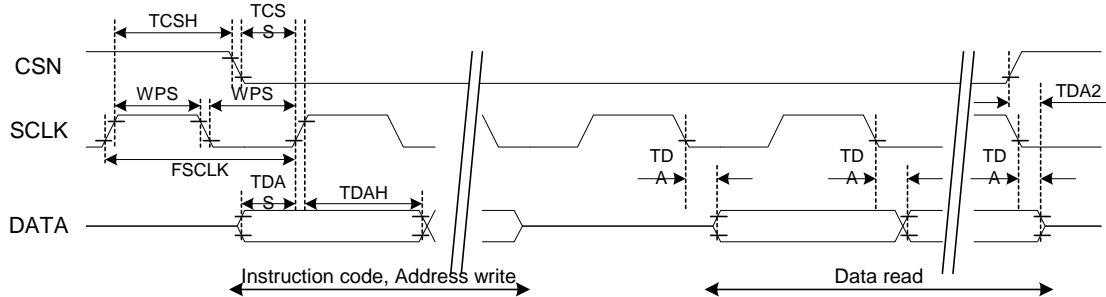 TCSH
TCS
S
CSN
WPS
WPS
TDA2
SCLK
FSCLK
TD
A
TD
A
TD
A
TDA
S
TDAH
DATA
Instruction code, Address write
Data read